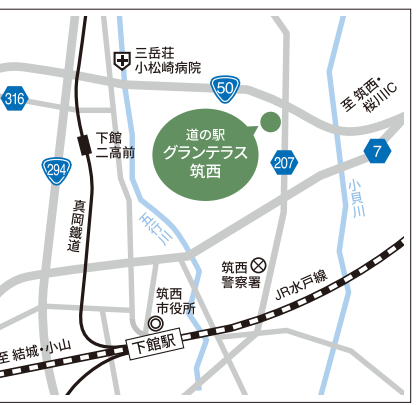 三岳荘
小松崎病院
50
至 筑西・
桜川IC
316
道の駅
グランテラス
筑西
下館
二高前
294
207
7
真岡鐵道
五行川
小貝川
筑西
警察署
JR水戸線
筑西
市役所
下館駅
至 結城・小山